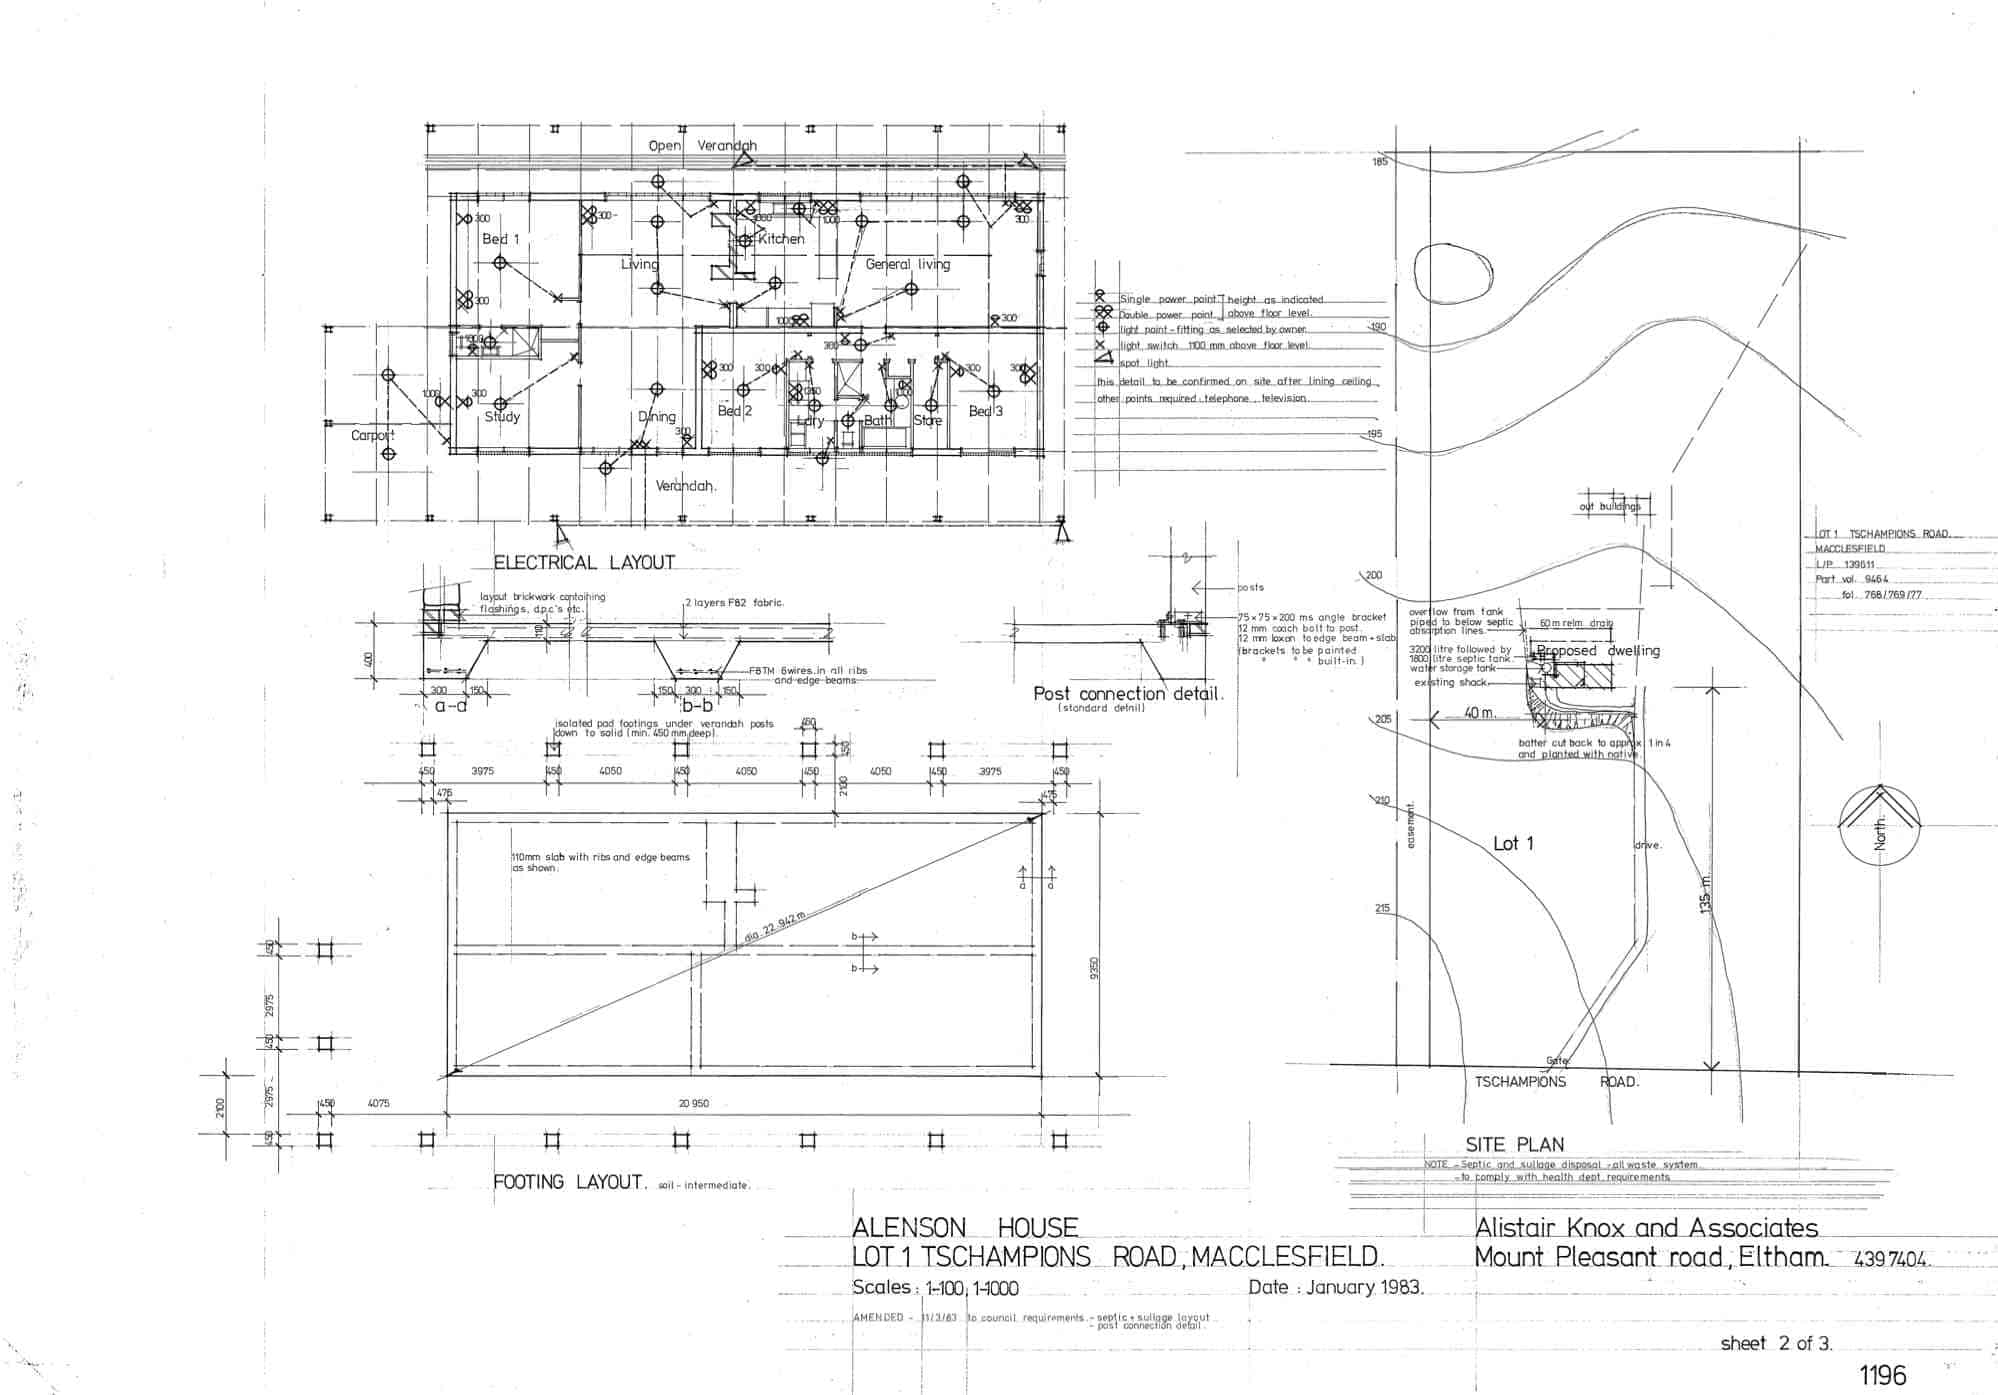 Open Verandah
300
300
1000
1000
300
Bed 1
Kitchen
Living
General living
300
1000
300
1000
300
300
300
300
300
300
1000
300
Study
Dining
Bed 2
Ldry
Bath
Store
Bed 3
300
Carport
Verandah.
ELECTRICAL LAYOUT
Single power point height as indicated
Double power point above floor level.
light point - fitting as selected by owner.
light switch 1100 mm above floor level.
spot light.
this detail to be confirmed on site after lining ceiling.
other points required : telephone , television.
layout brickwork containing
flashings, d.p.c's etc.
2 layers F82 fabric.
110
400
F8TM 6wires.in all ribs
and edge beams.
300
150
150
300
150
a-a
b-b
posts
75×75×200 ms angle bracket
12 mm coach bolt to post.
12 mm loxon to edge beam+slab
(brackets to be painted
" " " built-in.)
Post connection detail.
(standard detail)
isolated pad footings under verandah posts
down to solid (min. 450 mm deep).
450
450
450
3975
450
4050
450
4050
450
4050
450
3975
450
475
2100
475
110mm slab with ribs and edge beams
as shown.
dia. 22.942 m
a
a
b
b
9350
450
2975
450
2975
450
2100
450
4075
20 950
FOOTING LAYOUT. soil - intermediate.
185
190
195
200
205
210
215
out buildings
LOT 1 TSCHAMPIONS ROAD.
MACCLESFIELD
L/P 139611
Part vol. 9464
fol. 768/769/77
overflow from tank
piped to below septic
absorption lines.
60 m relm. drain
3200 litre followed by
1800 litre septic tank.
water storage tank
existing shack.
Proposed dwelling
40 m.
batter cut back to approx. 1 in 4
and planted with native.
easement.
Lot 1
drive.
135 m.
North.
Gate.
TSCHAMPIONS ROAD.
SITE PLAN
NOTE - Septic and sullage disposal - all waste system
- to comply with health dept. requirements
ALENSON HOUSE
LOT 1 TSCHAMPIONS ROAD, MACCLESFIELD.
Scales : 1-100, 1-1000
Date : January 1983.
AMENDED - 11/3/83 to council requirements - septic + sullage layout
- post connection detail.
Alistair Knox and Associates
Mount Pleasant road, Eltham. 439 7404.
sheet 2 of 3.
1196